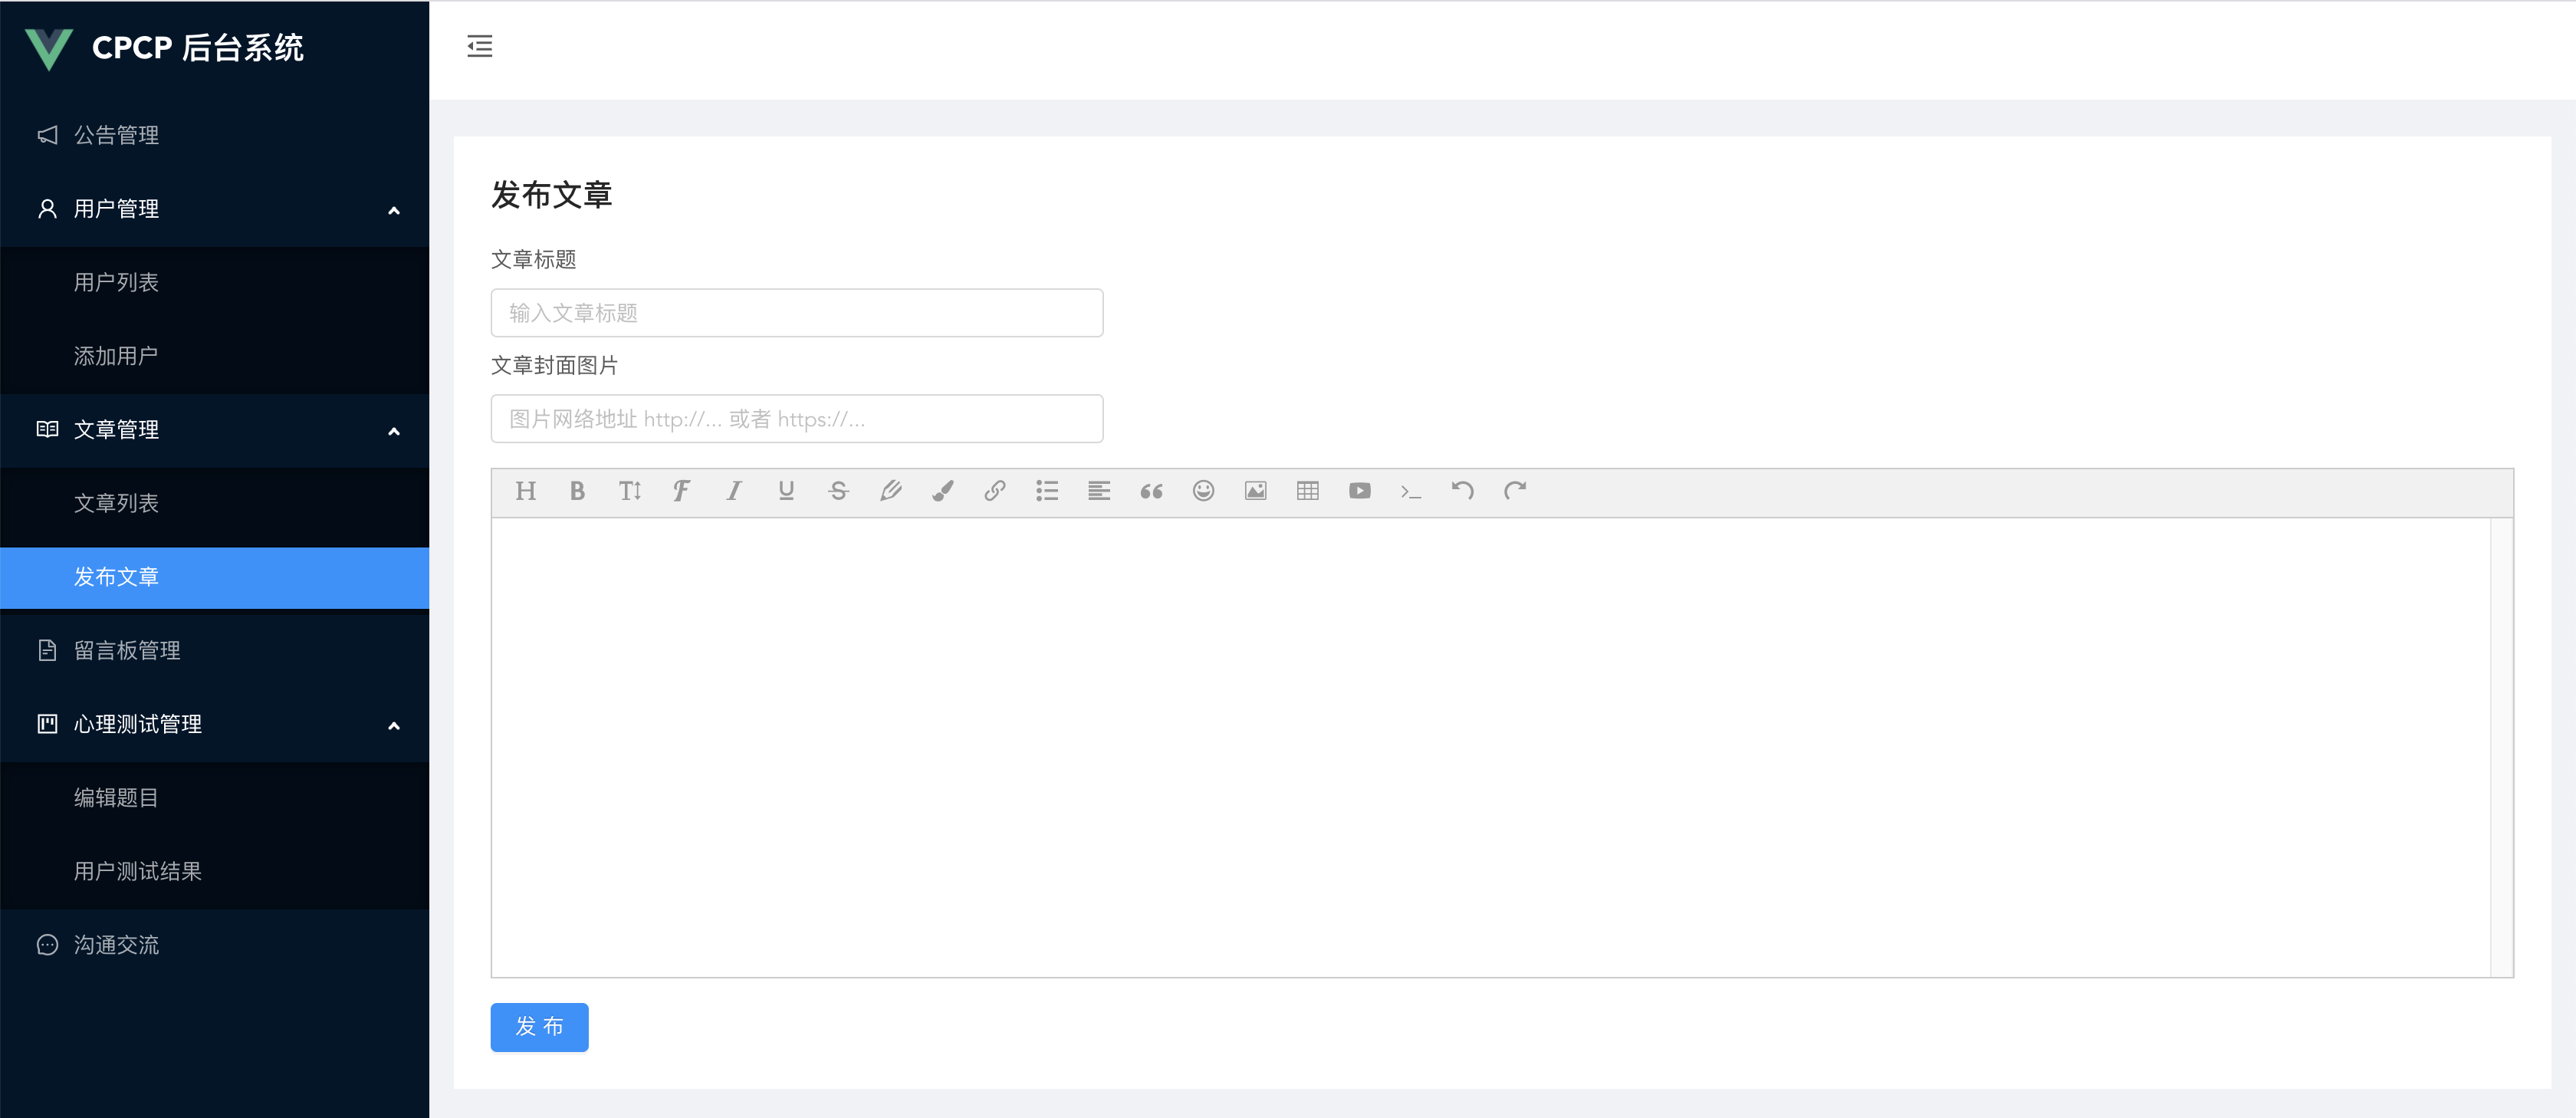 CPCP 后台系统
公告管理
用户管理
用户列表
添加用户
文章管理
文章列表
发布文章
留言板管理
心理测试管理
编辑题目
用户测试结果
沟通交流
发布文章
文章标题
输入文章标题
文章封面图片
图片网络地址 http://... 或者 https://...
发 布